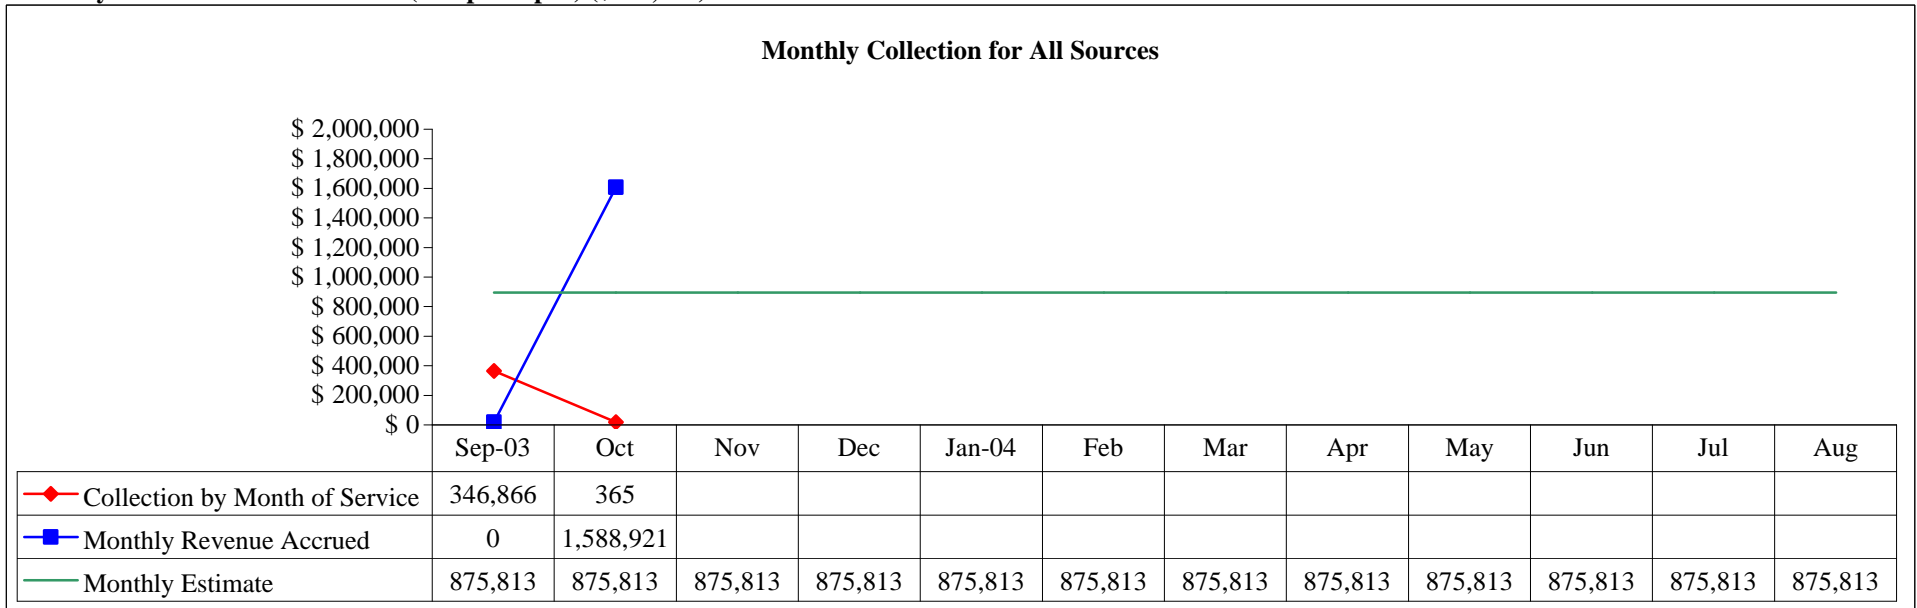 Monthly Collection for All Sources
$ 2,000,000
$ 1,800,000
$ 1,600,000
$ 1,400,000
$ 1,200,000
$ 1,000,000
$ 800,000
$ 600,000
$ 400,000
$ 200,000
$ 0
Sep-03 Oct Nov Dec Jan-04 Feb Mar Apr May Jun Jul Aug
Collection by Month of Service 346,866 365
Monthly Revenue Accrued 0 1,588,921
Monthly Estimate 875,813 875,813 875,813 875,813 875,813 875,813 875,813 875,813 875,813 875,813 875,813 875,813